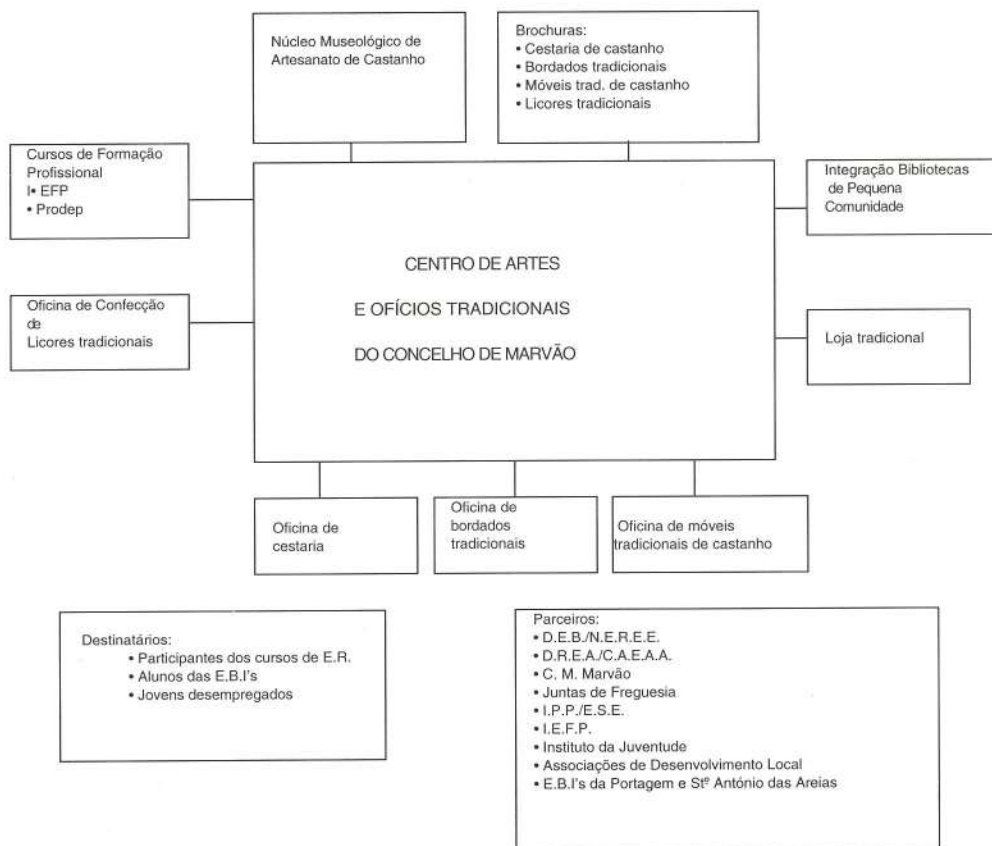 Núcleo Museológico de
Artesanato de Castanho
Brochuras:
• Cestaria de castanho
• Bordados tradicionais
• Móveis trad. de castanho
• Licores tradicionais
Cursos de Formação
Profissional
I• EFP
• Prodep
Integração Bibliotecas
de Pequena
Comunidade
CENTRO DE ARTES
E OFÍCIOS TRADICIONAIS
DO CONCELHO DE MARVÃO
Oficina de Confecção
de
Licores tradicionais
Loja tradicional
Oficina de
cestaria
Oficina de
bordados
tradicionais
Oficina de móveis
tradicionais de castanho
Destinatários:
• Participantes dos cursos de E.R.
• Alunos das E.B.I's
• Jovens desempregados
Parceiros:
• D.E.B./N.E.R.E.E.
• D.R.E.A./C.A.E.A.A.
• C. M. Marvão
• Juntas de Freguesia
• I.P.P./E.S.E.
• I.E.F.P.
• Instituto da Juventude
• Associações de Desenvolvimento Local
• E.B.I's da Portagem e Stº António das Areias